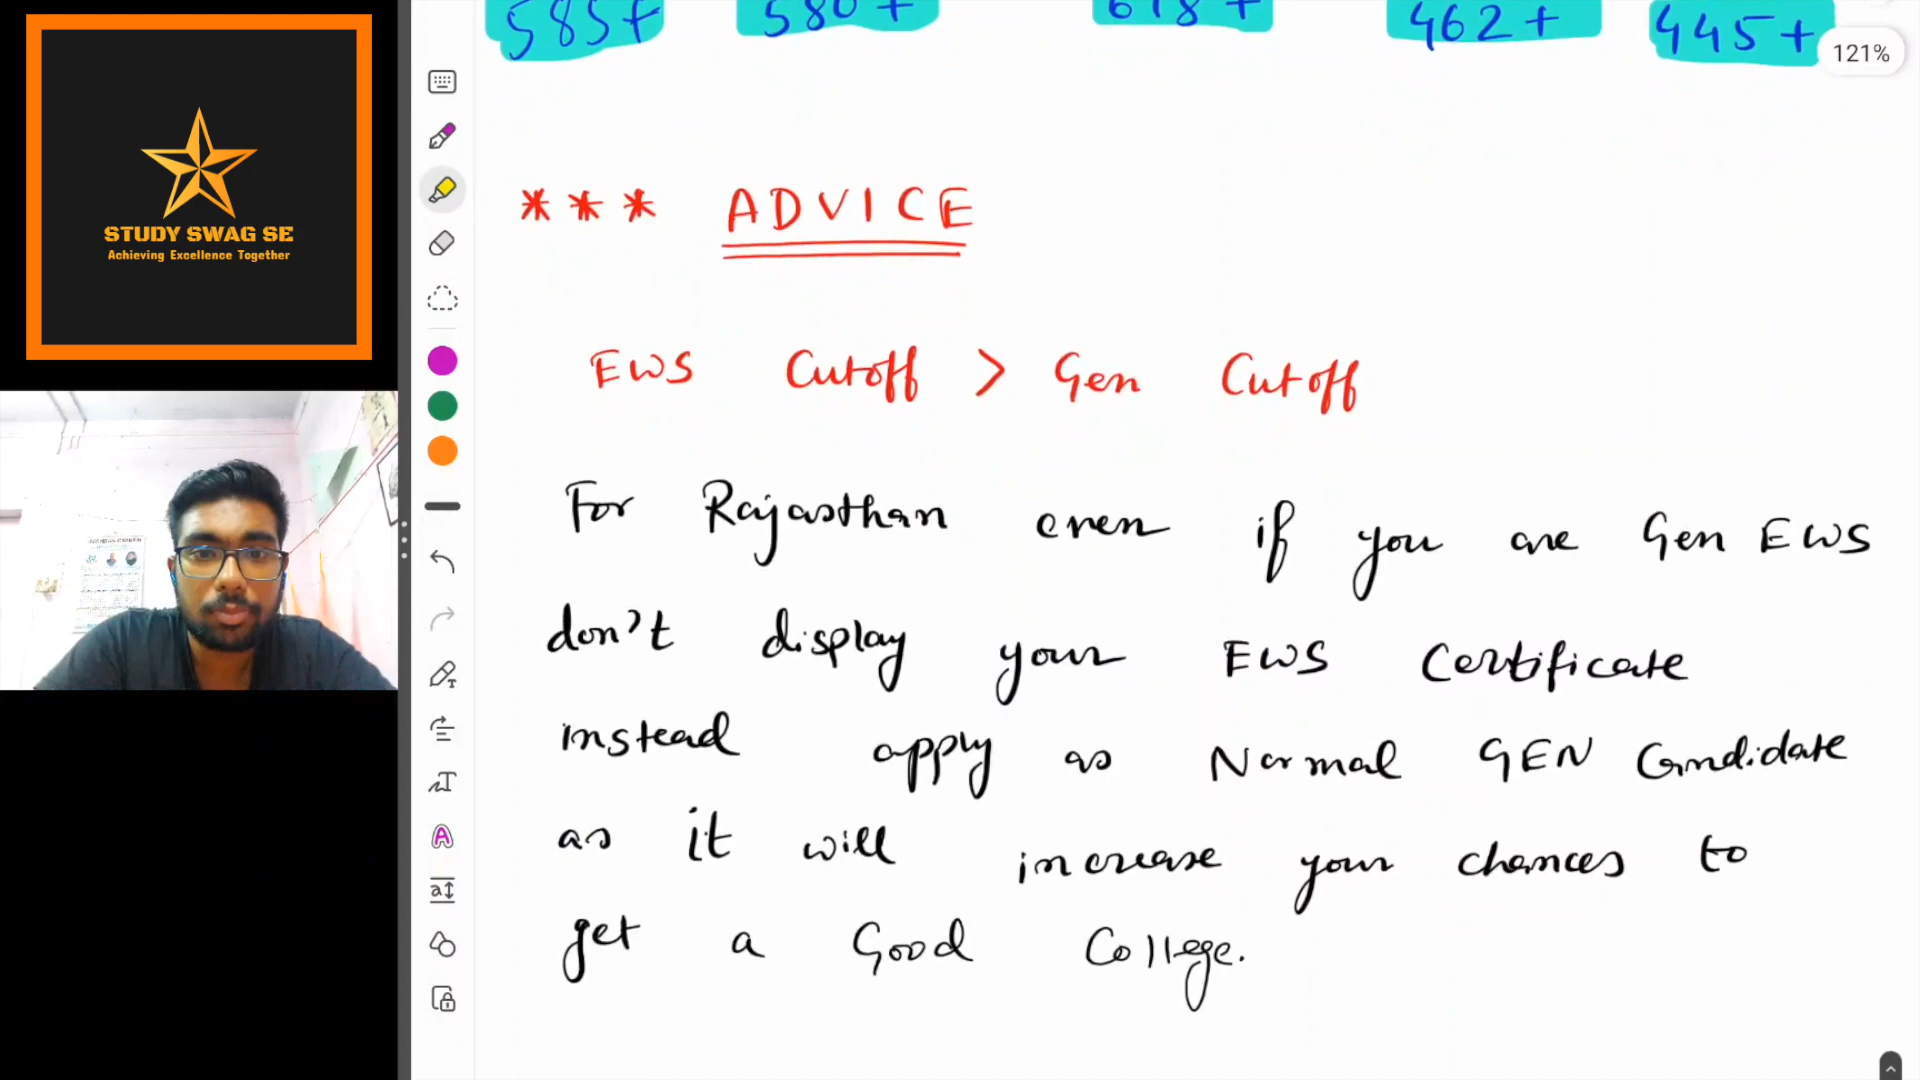 585+ 580+ 618+ 462+ 445+
121%
STUDY SWAG SE
Achieving Excellence Together
*** ADVICE
EWS Cutoff > Gen Cutoff
For Rajasthan even if you are Gen EWS
don't display your EWS Certificate
instead apply as Normal GEN Candidate
as it will increase your chances to
get a Good College.